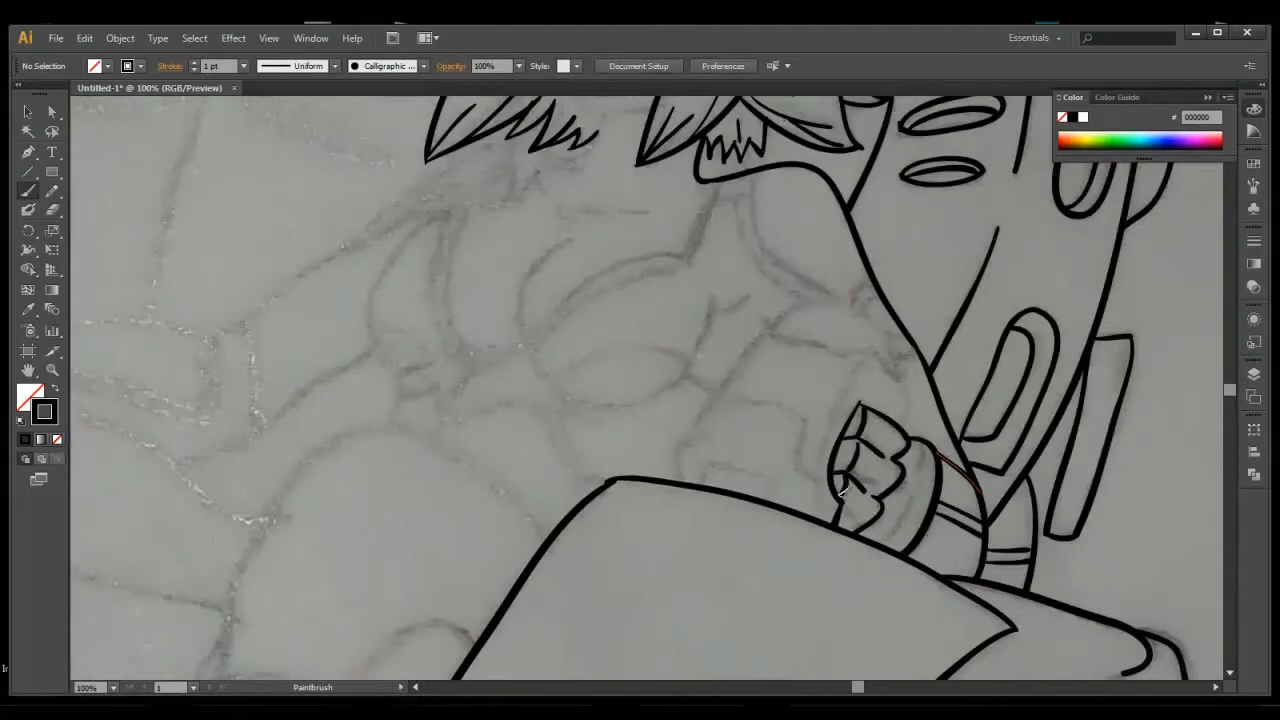 Ai File Edit Object Type Select Effect View Window Help Essentials
No Selection Stroke: 1 pt Uniform Calligraphic ... Opacity: 100% Style: Document Setup Preferences
Untitled-1* @ 100% (RGB/Preview) ×
Color Color Guide
# 000000
T
100% 1 Paintbrush